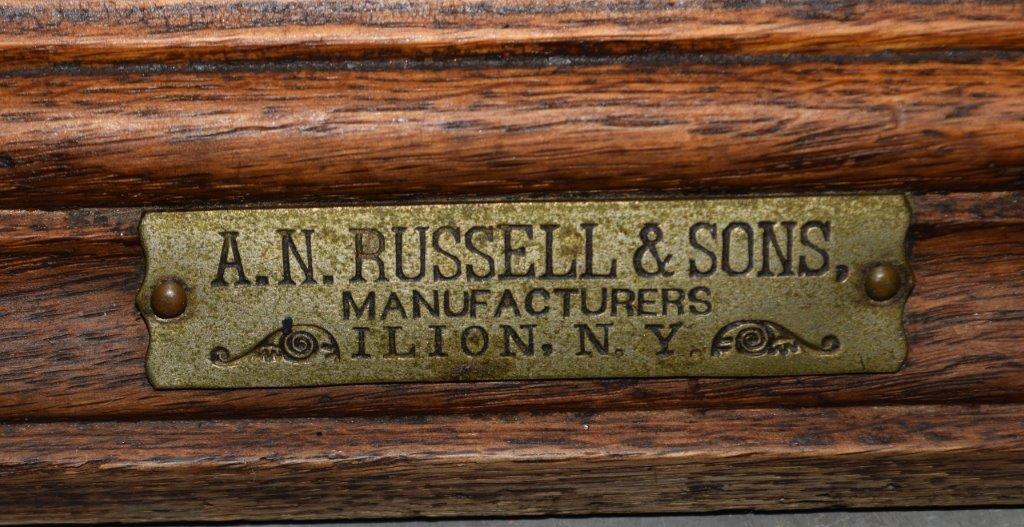 A.N. RUSSELL & SONS,
MANUFACTURERS
ILION, N. Y.